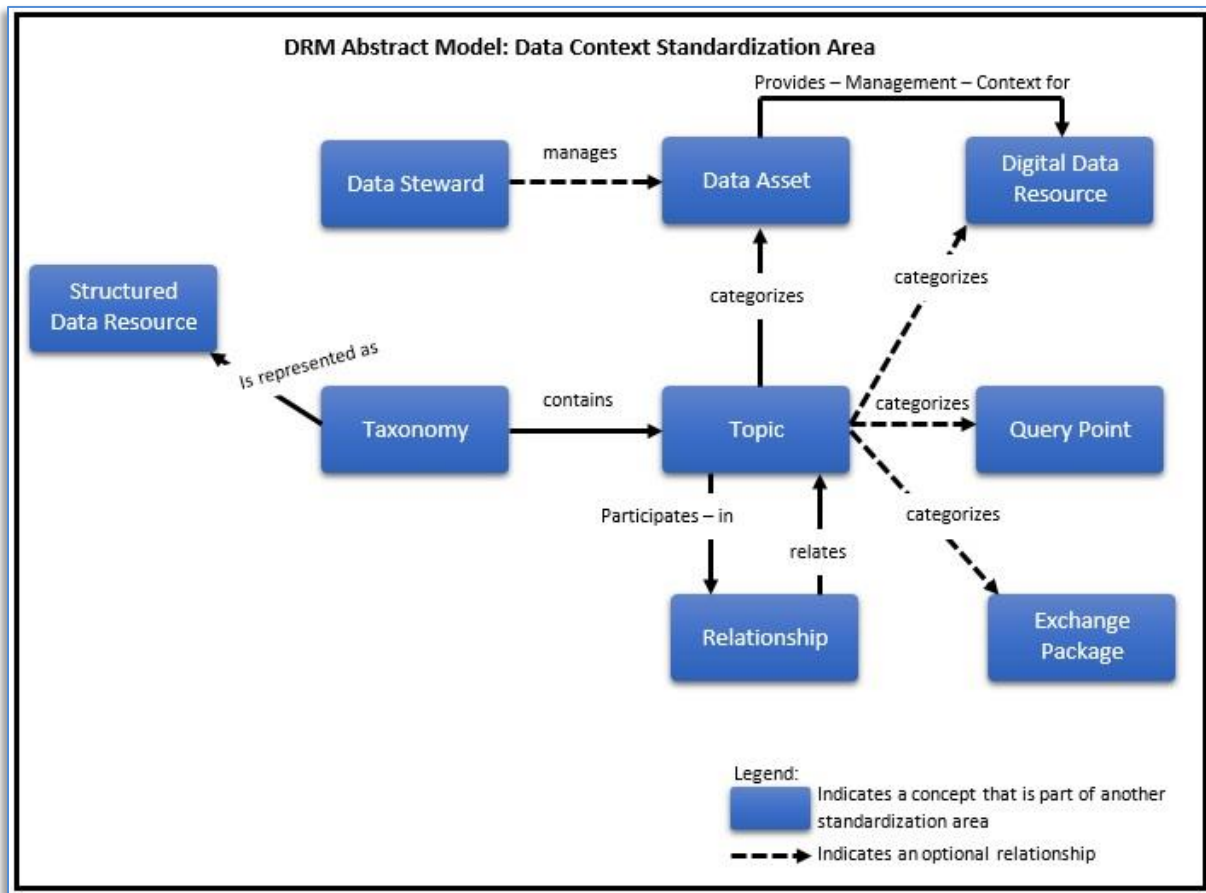 DRM Abstract Model: Data Context Standardization Area
Provides – Management – Context for
Data Steward
manages
Data Asset
Digital Data
Resource
Structured
Data Resource
categorizes
categorizes
Is represented as
Taxonomy
contains
Topic
categorizes
Query Point
Participates – in
relates
categorizes
Relationship
Exchange
Package
Legend:
Indicates a concept that is part of another
standardization area
Indicates an optional relationship